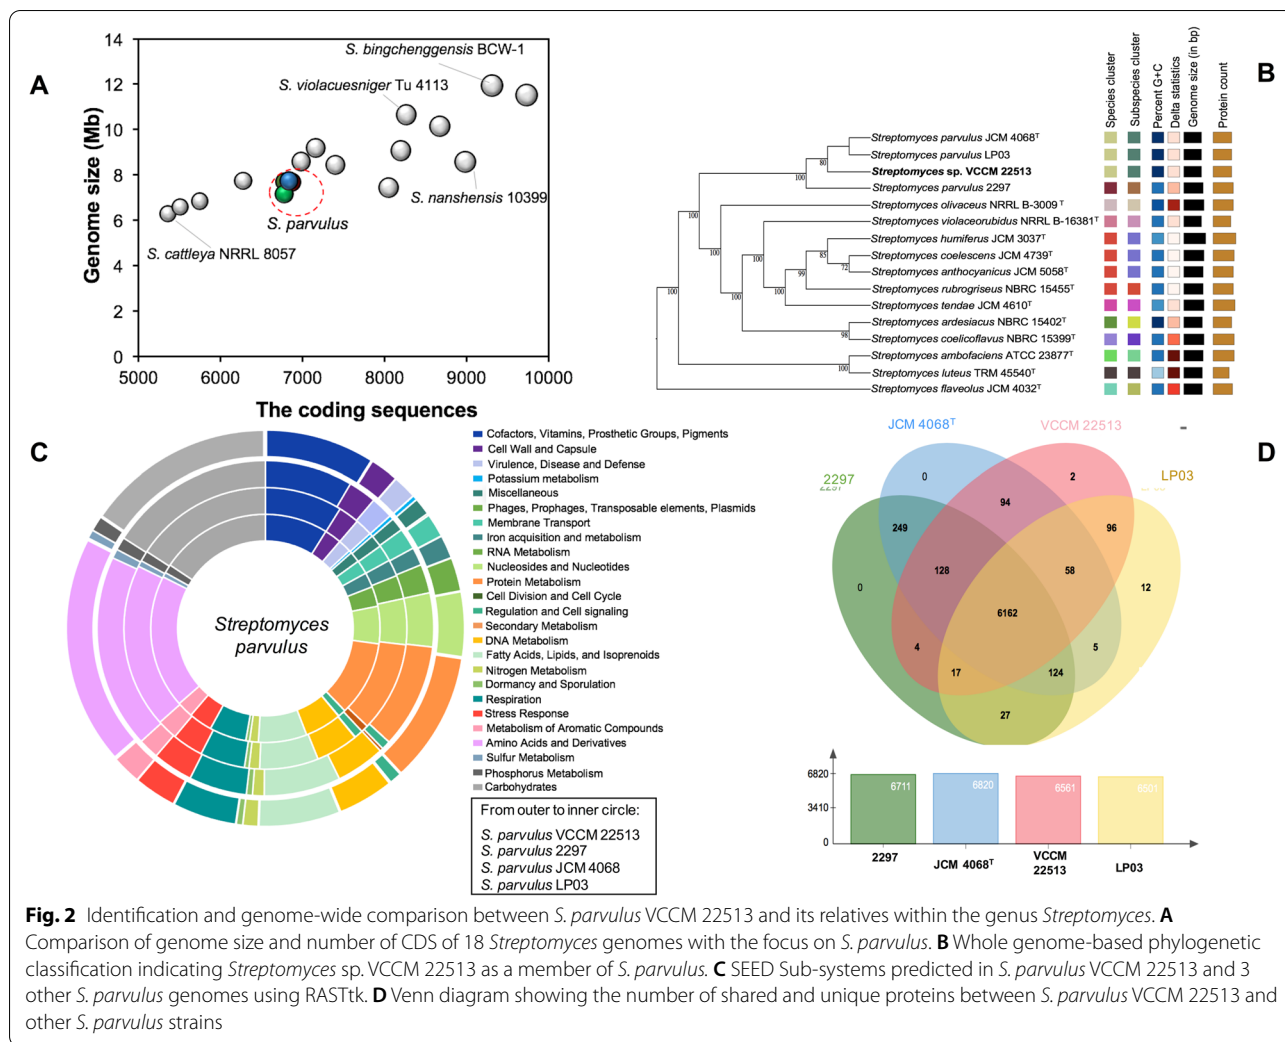 A
14
12
10
8
6
4
2
0
Genome size (Mb)
5000 6000 7000 8000 9000 10000
The coding sequences
S. bingchenggensis BCW-1
S. violacuesniger Tu 4113
S. nanshensis 10399
S. parvulus
S. cattleya NRRL 8057
B
Species cluster
Subspecies cluster
Percent G+C
Delta statistics
Genome size (in bp)
Protein count
Streptomyces parvulus JCM 4068T
Streptomyces parvulus LP03
Streptomyces sp. VCCM 22513
Streptomyces parvulus 2297
Streptomyces olivaceus NRRL B-3009 T
Streptomyces violaceorubidus NRRL B-16381T
Streptomyces humiferus JCM 3037T
Streptomyces coelescens JCM 4739T
Streptomyces anthocyanicus JCM 5058T
Streptomyces rubrogriseus NBRC 15455T
Streptomyces tendae JCM 4610T
Streptomyces ardesiacus NBRC 15402T
Streptomyces coelicoflavus NBRC 15399T
Streptomyces ambofaciens ATCC 23877T
Streptomyces luteus TRM 45540T
Streptomyces flaveolus JCM 4032T
80
100
100
100
85
72
99
100
100
100
100
98
100
C
Streptomyces
parvulus
Cofactors, Vitamins, Prosthetic Groups, Pigments
Cell Wall and Capsule
Virulence, Disease and Defense
Potassium metabolism
Miscellaneous
Phages, Prophages, Transposable elements, Plasmids
Membrane Transport
Iron acquisition and metabolism
RNA Metabolism
Nucleosides and Nucleotides
Protein Metabolism
Cell Division and Cell Cycle
Regulation and Cell signaling
Secondary Metabolism
DNA Metabolism
Fatty Acids, Lipids, and Isoprenoids
Nitrogen Metabolism
Dormancy and Sporulation
Respiration
Stress Response
Metabolism of Aromatic Compounds
Amino Acids and Derivatives
Sulfur Metabolism
Phosphorus Metabolism
Carbohydrates
From outer to inner circle:
S. parvulus VCCM 22513
S. parvulus 2297
S. parvulus JCM 4068
S. parvulus LP03
D
JCM 4068T
VCCM 22513
2297
LP03
0
2
94
249
96
128
58
0
12
6162
4
5
17
124
27
6820
3410
0
6711
6820
6561
6501
2297
JCM 4068T
VCCM
22513
LP03
Fig. 2 Identification and genome-wide comparison between S. parvulus VCCM 22513 and its relatives within the genus Streptomyces. A
Comparison of genome size and number of CDS of 18 Streptomyces genomes with the focus on S. parvulus. B Whole genome-based phylogenetic
classification indicating Streptomyces sp. VCCM 22513 as a member of S. parvulus. C SEED Sub-systems predicted in S. parvulus VCCM 22513 and 3
other S. parvulus genomes using RASTtk. D Venn diagram showing the number of shared and unique proteins between S. parvulus VCCM 22513 and
other S. parvulus strains